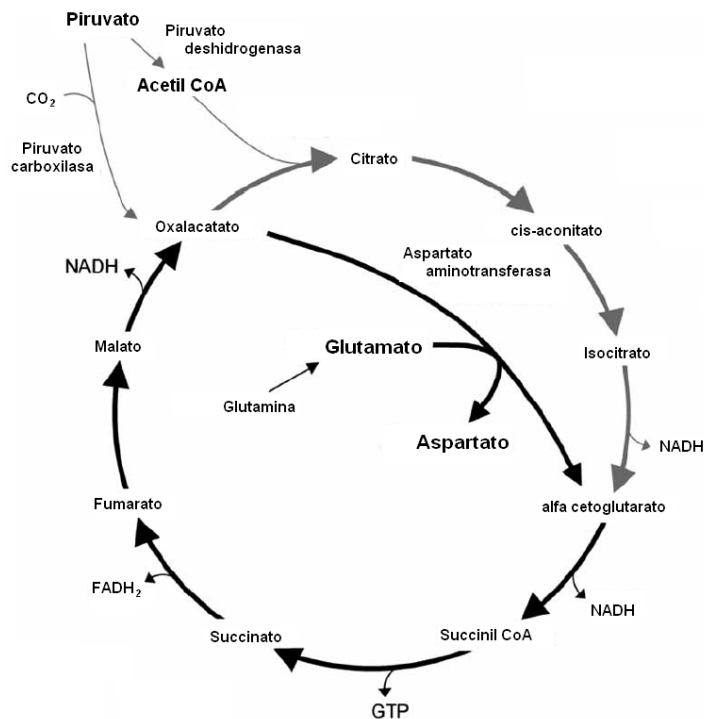 Piruvato
Piruvato
deshidrogenasa
Acetil CoA
CO₂
Piruvato
carboxilasa
Citrato
Oxalacatato
cis-aconitato
Aspartato
aminotransferasa
NADH
Malato
Glutamato
Isocitrato
Glutamina
Aspartato
NADH
Fumarato
alfa cetoglutarato
FADH₂
NADH
Succinato
Succinil CoA
GTP